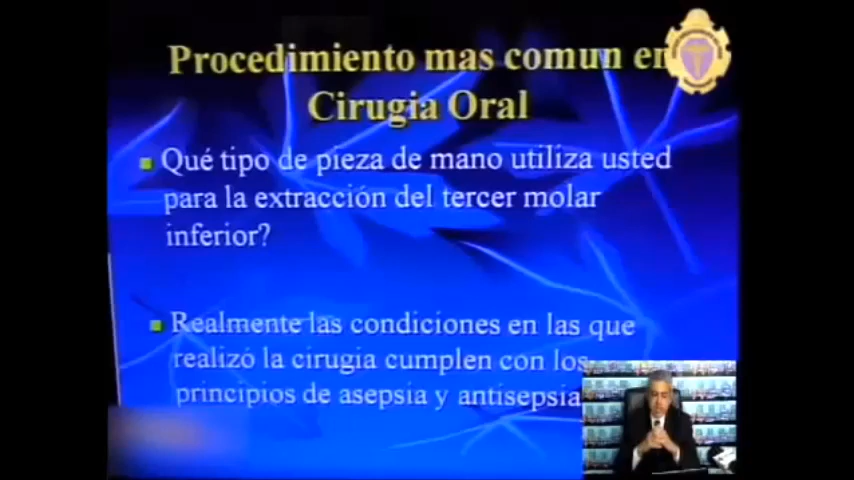 Procedimiento mas comun en
Cirugia Oral
Qué tipo de pieza de mano utiliza usted
para la extracción del tercer molar
inferior?
Realmente las condiciones en las que
realizó la cirugia cumplen con los
principios de asepsia y antisepsia